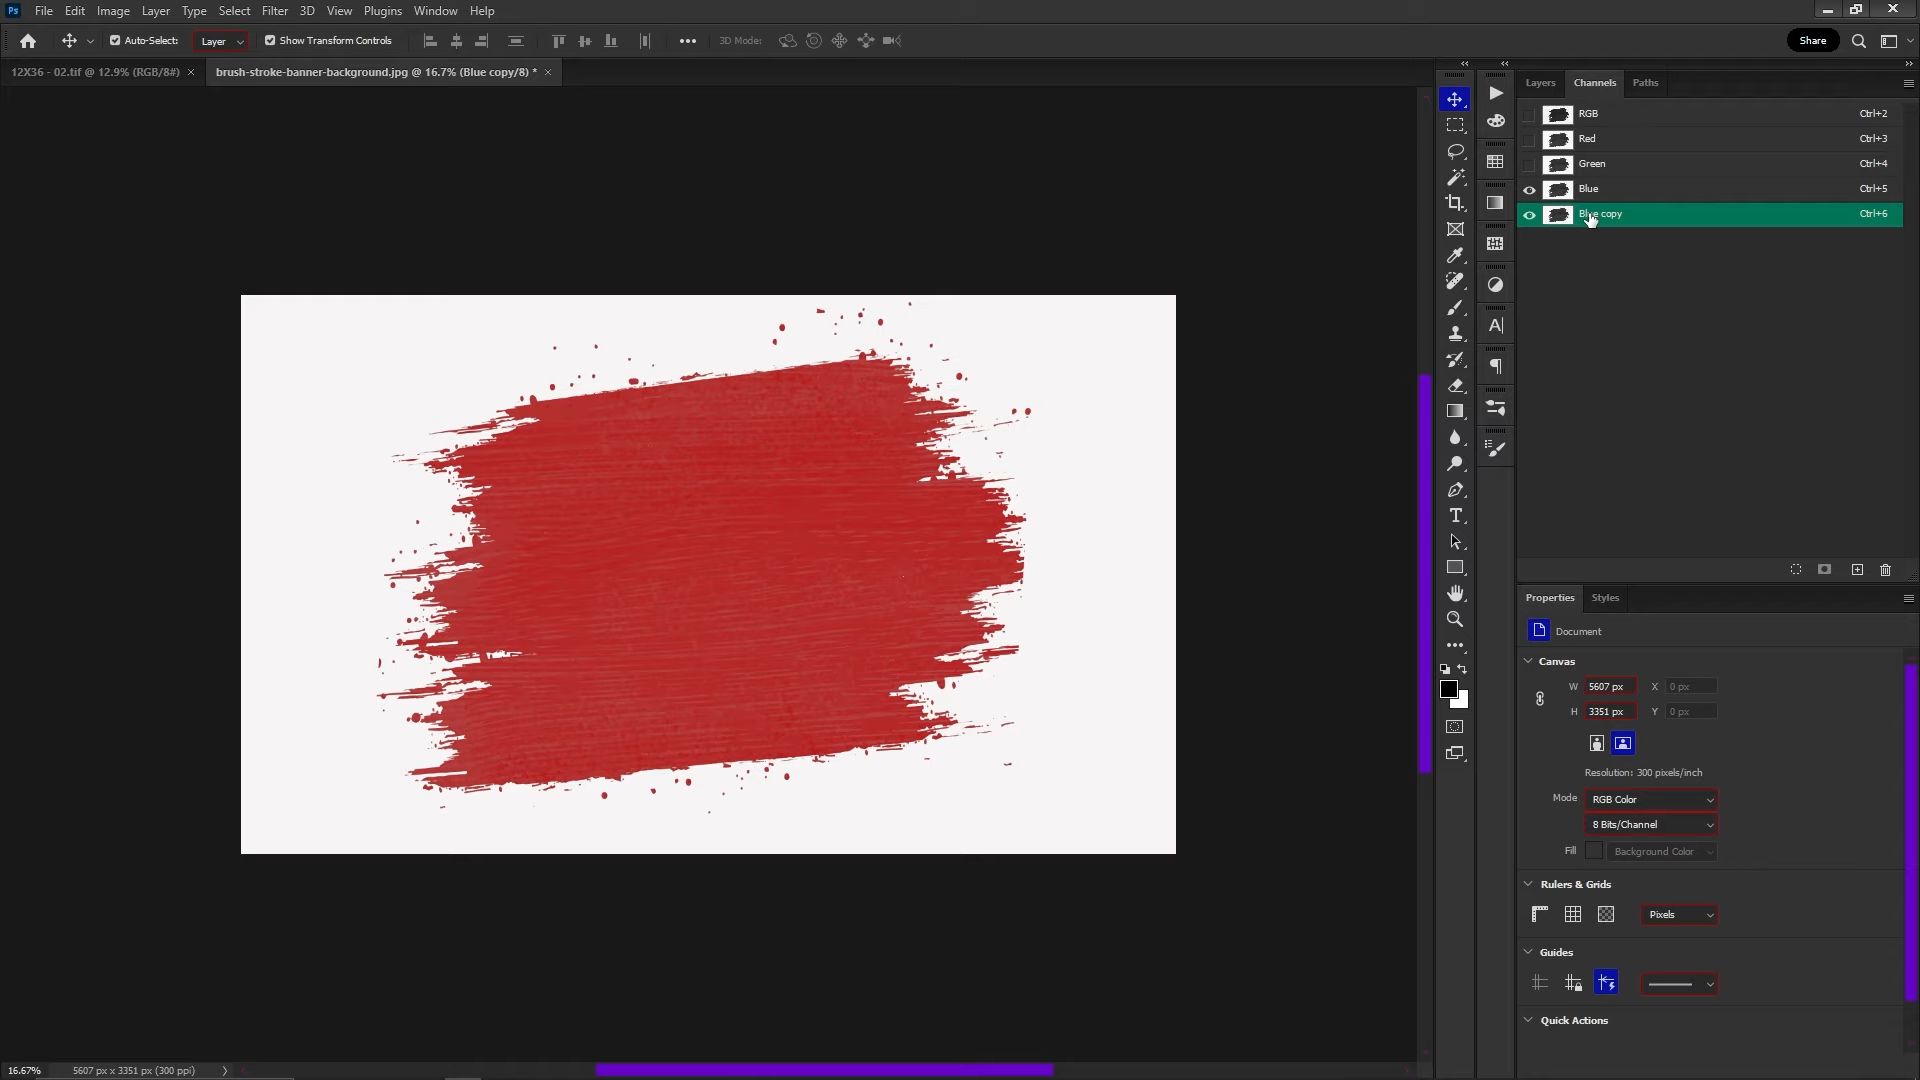 Ps File Edit Image Layer Type Select Filter 3D View Plugins Window Help
Auto-Select: Layer Show Transform Controls 3D Mode: Share
12X36 - 02.tif @ 12.9% (RGB/8#) × brush-stroke-banner-background.jpg @ 16.7% (Blue copy/8) * ×
Layers Channels Paths
RGB Ctrl+2
Red Ctrl+3
Green Ctrl+4
Blue Ctrl+5
Blue copy Ctrl+6
Properties Styles
Document
Canvas
W 5607 px X 0 px
H 3351 px Y 0 px
Resolution: 300 pixels/inch
Mode RGB Color
8 Bits/Channel
Fill Background Color
Rulers & Grids
Pixels
Guides
Quick Actions
16.67% 5607 px x 3351 px (300 ppi)